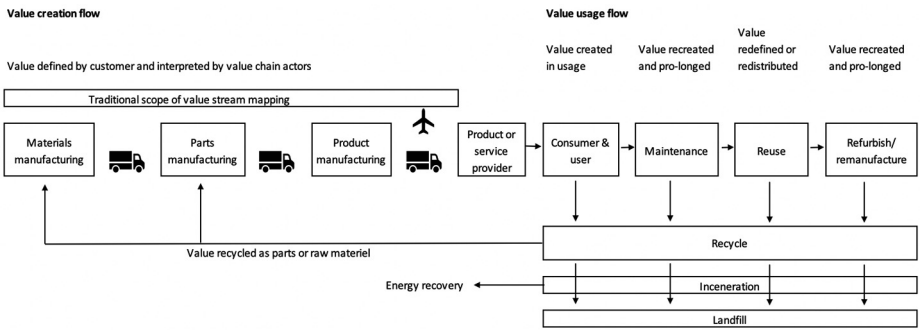 Value creation flow
Value usage flow
Value created
in usage
Value recreated
and pro-longed
Value
redefined or
redistributed
Value recreated
and pro-longed
Value defined by customer and interpreted by value chain actors
Traditional scope of value stream mapping
Materials
manufacturing
Parts
manufacturing
Product
manufacturing
Product or
service
provider
Consumer &
user
Maintenance
Reuse
Refurbish/
remanufacture
Recycle
Value recycled as parts or raw materiel
Energy recovery
Inceneration
Landfill